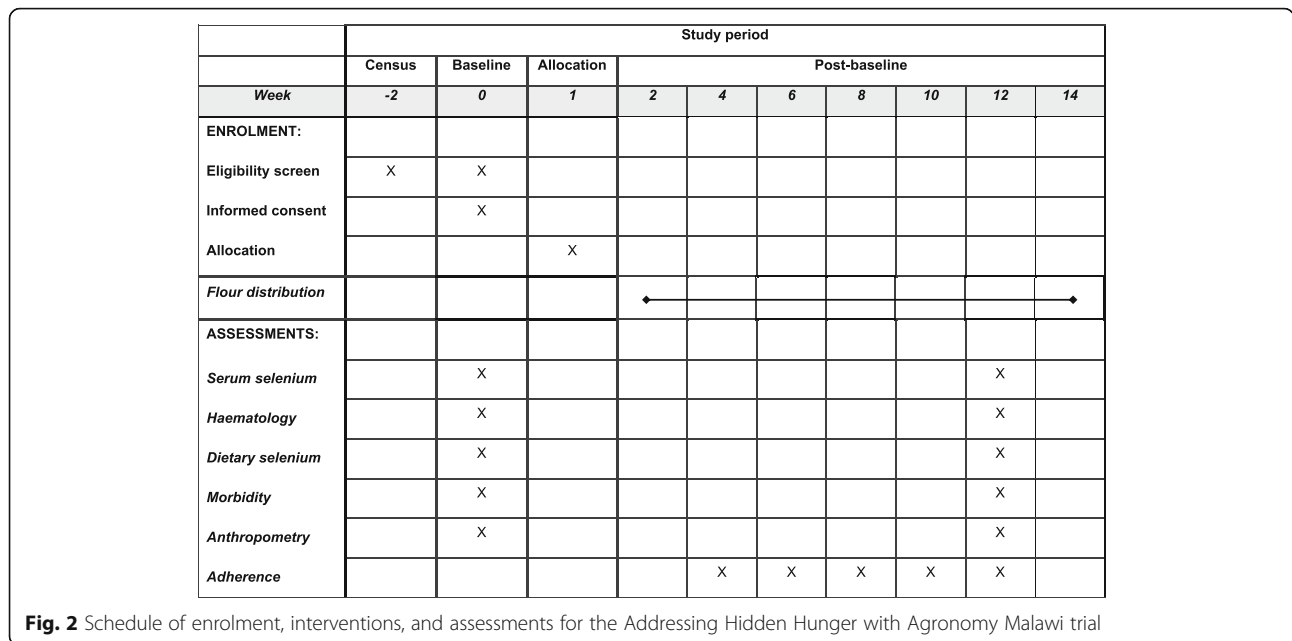 Study period
Census Baseline Allocation Post-baseline
Week -2 0 1 2 4 6 8 10 12 14
ENROLMENT:
Eligibility screen X X
Informed consent X
Allocation X
Flour distribution
ASSESSMENTS:
Serum selenium X X
Haematology X X
Dietary selenium X X
Morbidity X X
Anthropometry X X
Adherence X X X X X
Fig. 2 Schedule of enrolment, interventions, and assessments for the Addressing Hidden Hunger with Agronomy Malawi trial